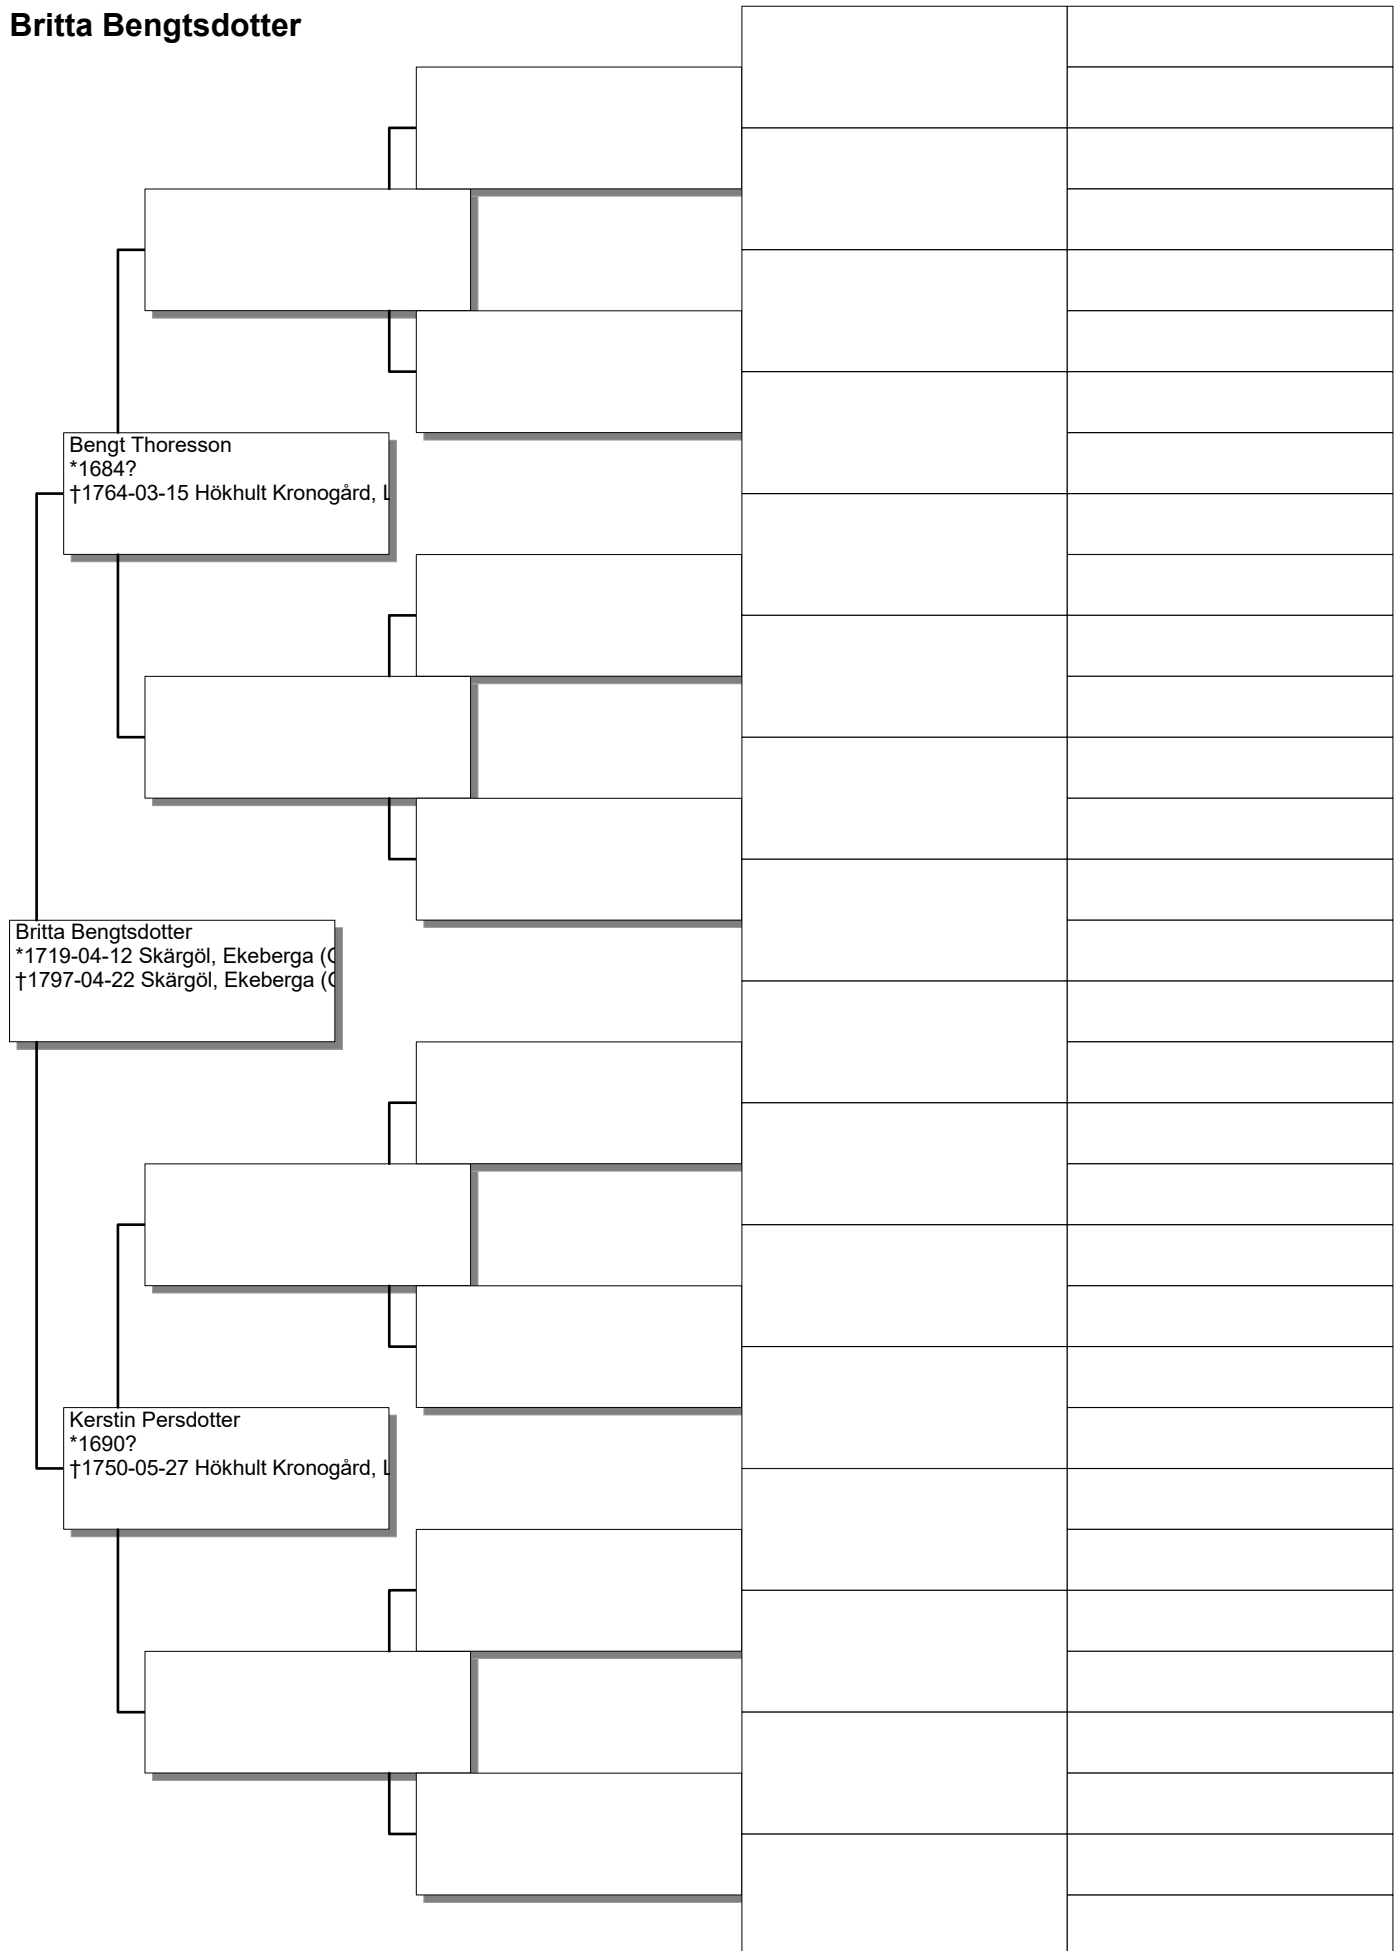 Britta Bengtsdotter
Bengt Thoresson
*1684?
†1764-03-15 Hökhult Kronogård, L
Britta Bengtsdotter
*1719-04-12 Skärgöl, Ekeberga (
†1797-04-22 Skärgöl, Ekeberga (
Kerstin Persdotter
*1690?
†1750-05-27 Hökhult Kronogård, L